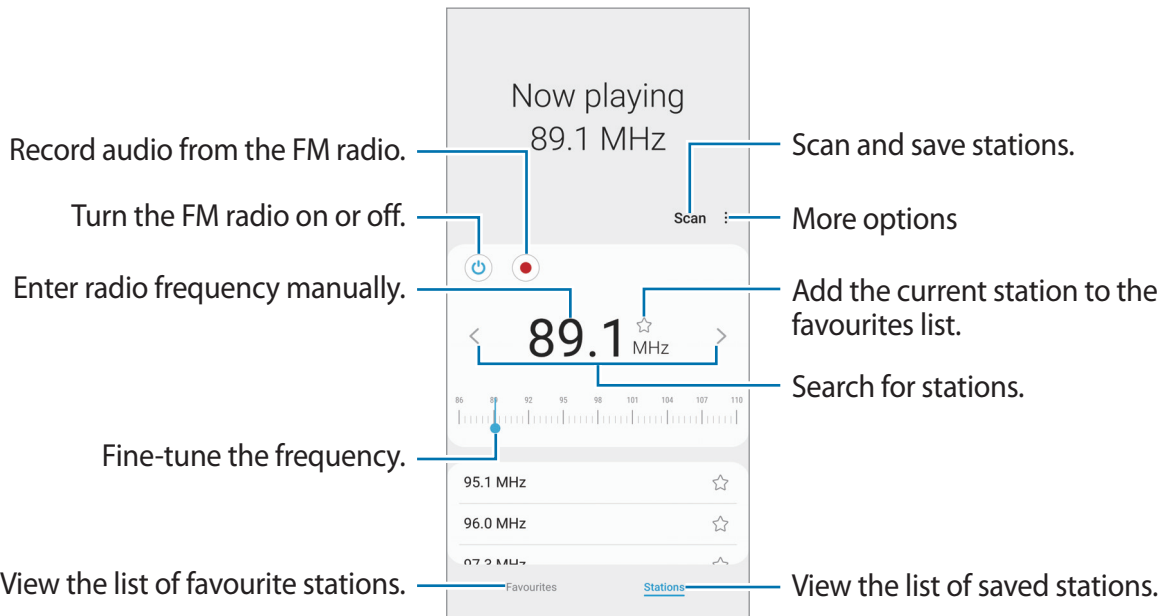 Now playing
89.1 MHz
Record audio from the FM radio.
Scan and save stations.
Turn the FM radio on or off.
Scan
More options
Enter radio frequency manually.
Add the current station to the
favourites list.
89.1 MHz
Search for stations.
86 89 92 95 98 101 104 107 110
Fine-tune the frequency.
95.1 MHz
96.0 MHz
97.3 MHz
View the list of favourite stations.
Favourites
Stations
View the list of saved stations.